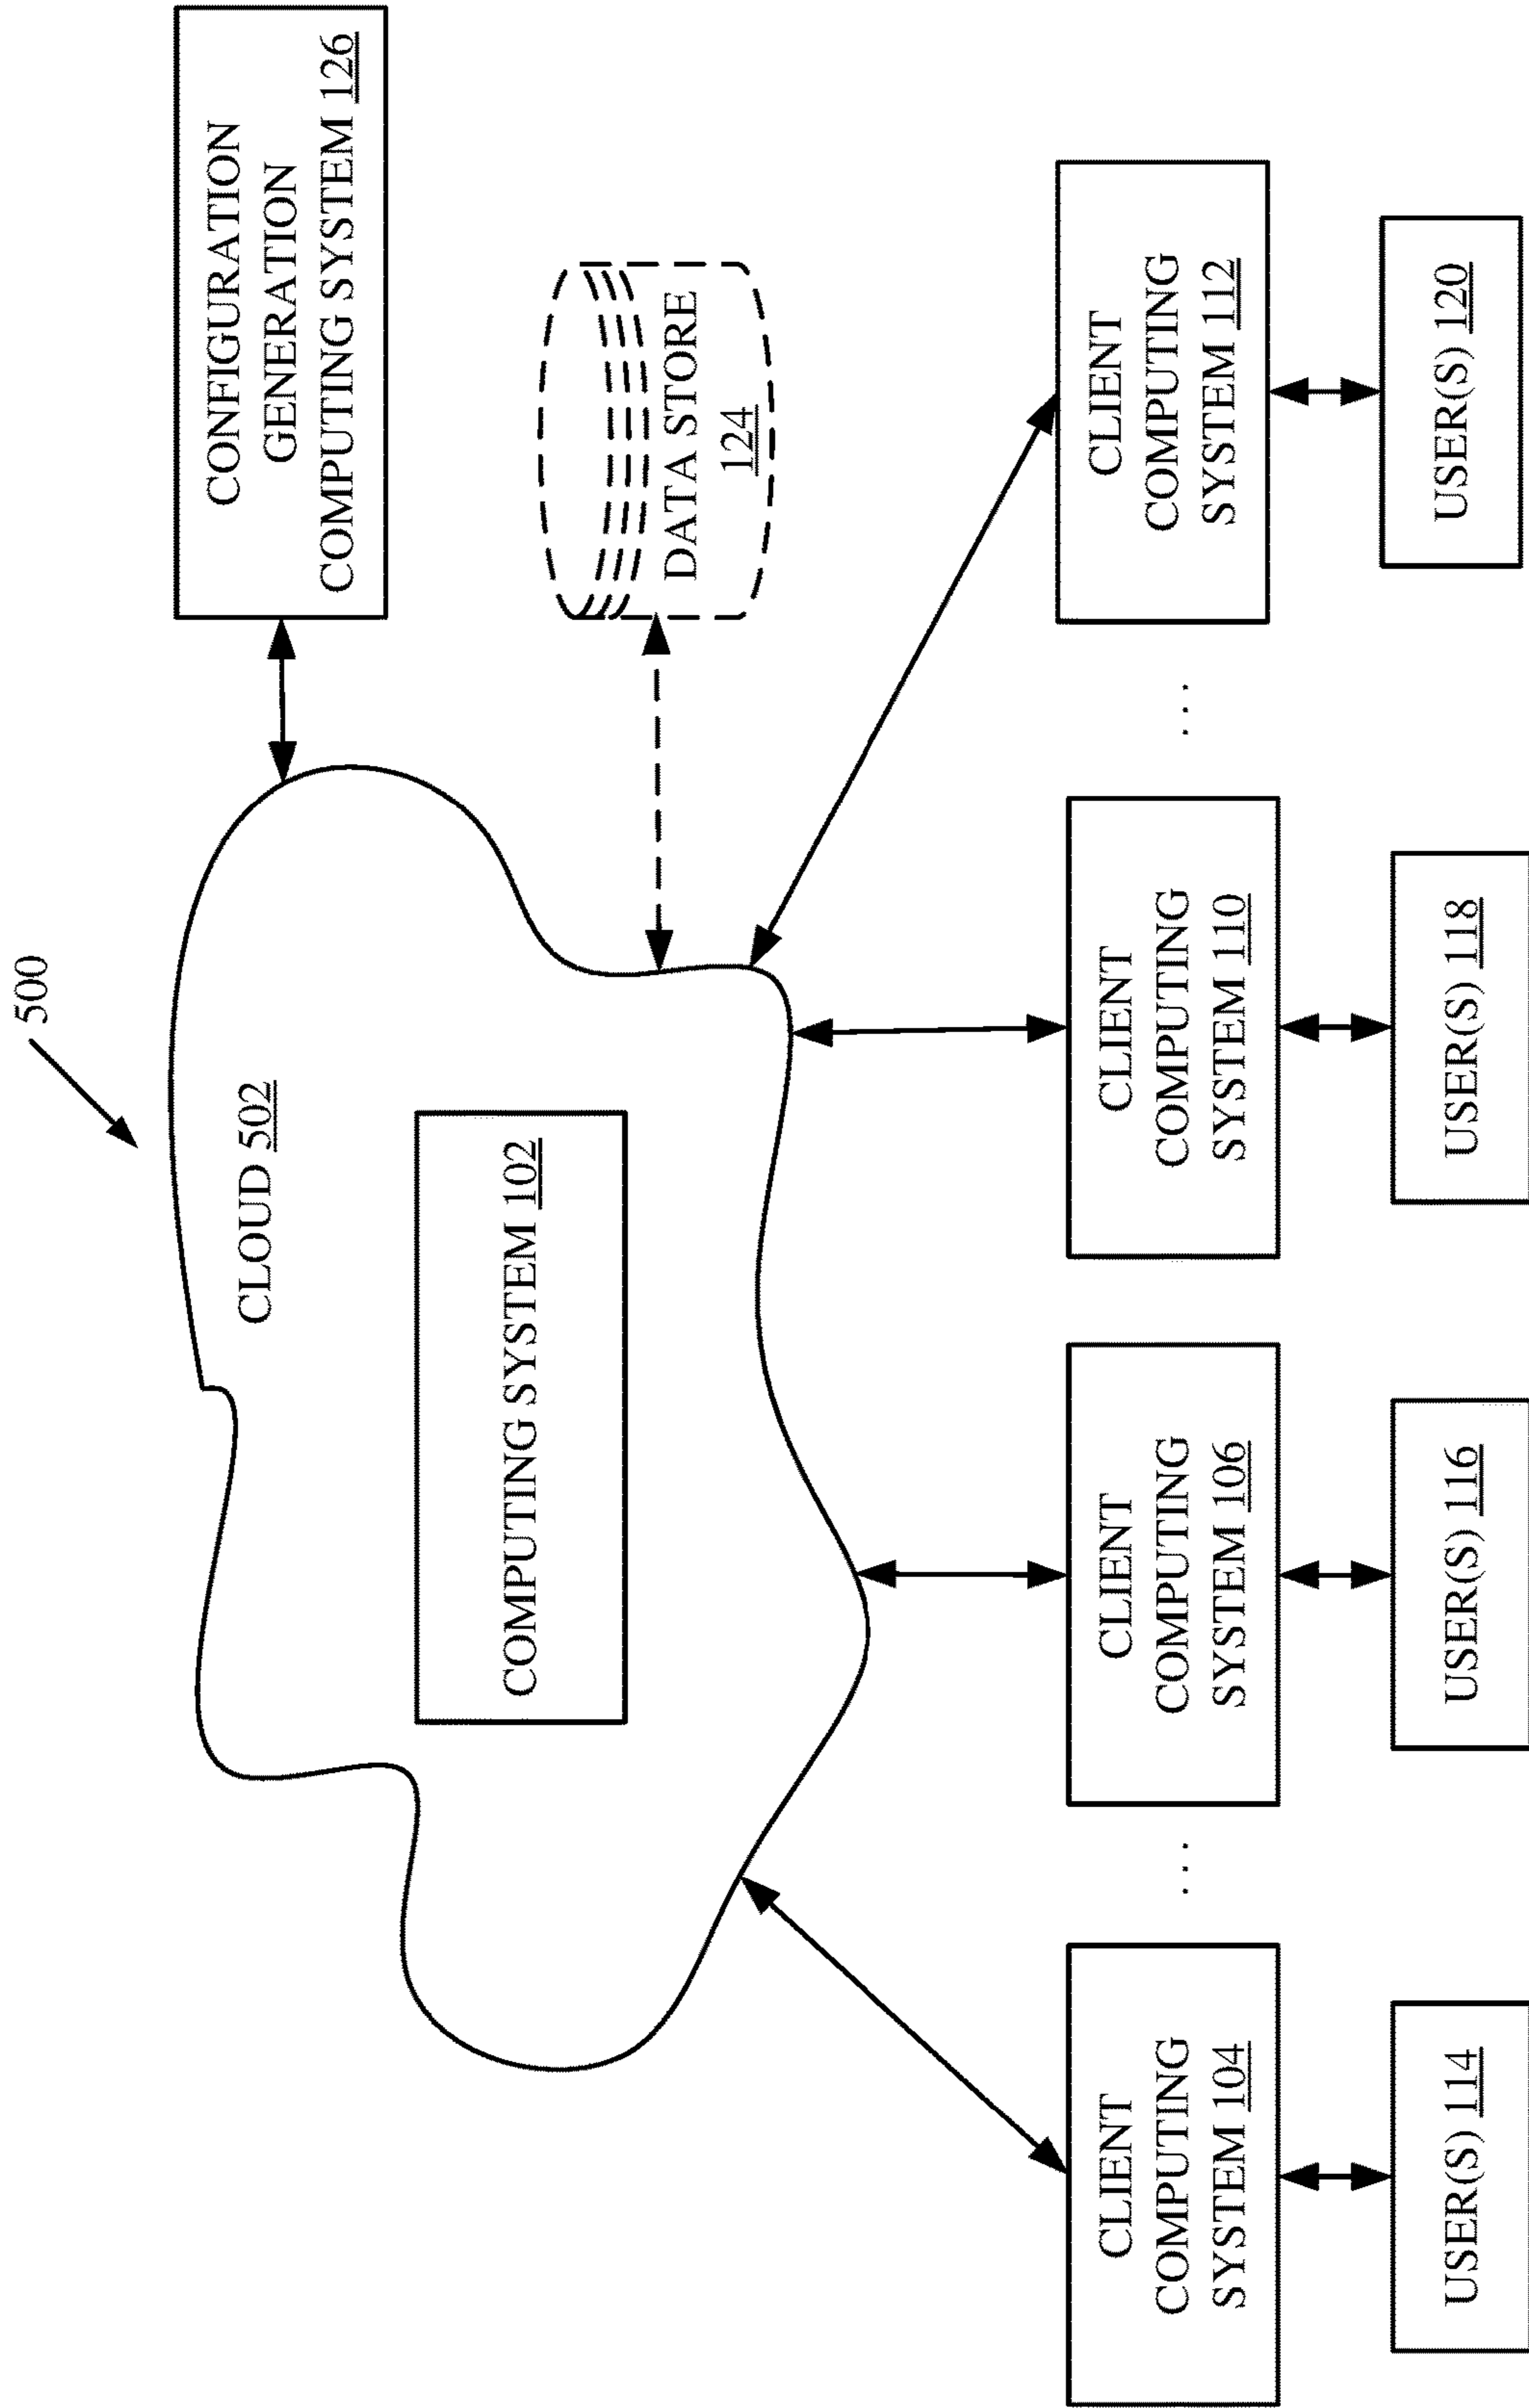 500
CLOUD 502
COMPUTING SYSTEM 102
CONFIGURATION
GENERATION
COMPUTING SYSTEM 126
DATA STORE
124
CLIENT
COMPUTING
SYSTEM 104
...
CLIENT
COMPUTING
SYSTEM 106
CLIENT
COMPUTING
SYSTEM 110
...
CLIENT
COMPUTING
SYSTEM 112
USER(S) 114
USER(S) 116
USER(S) 118
USER(S) 120